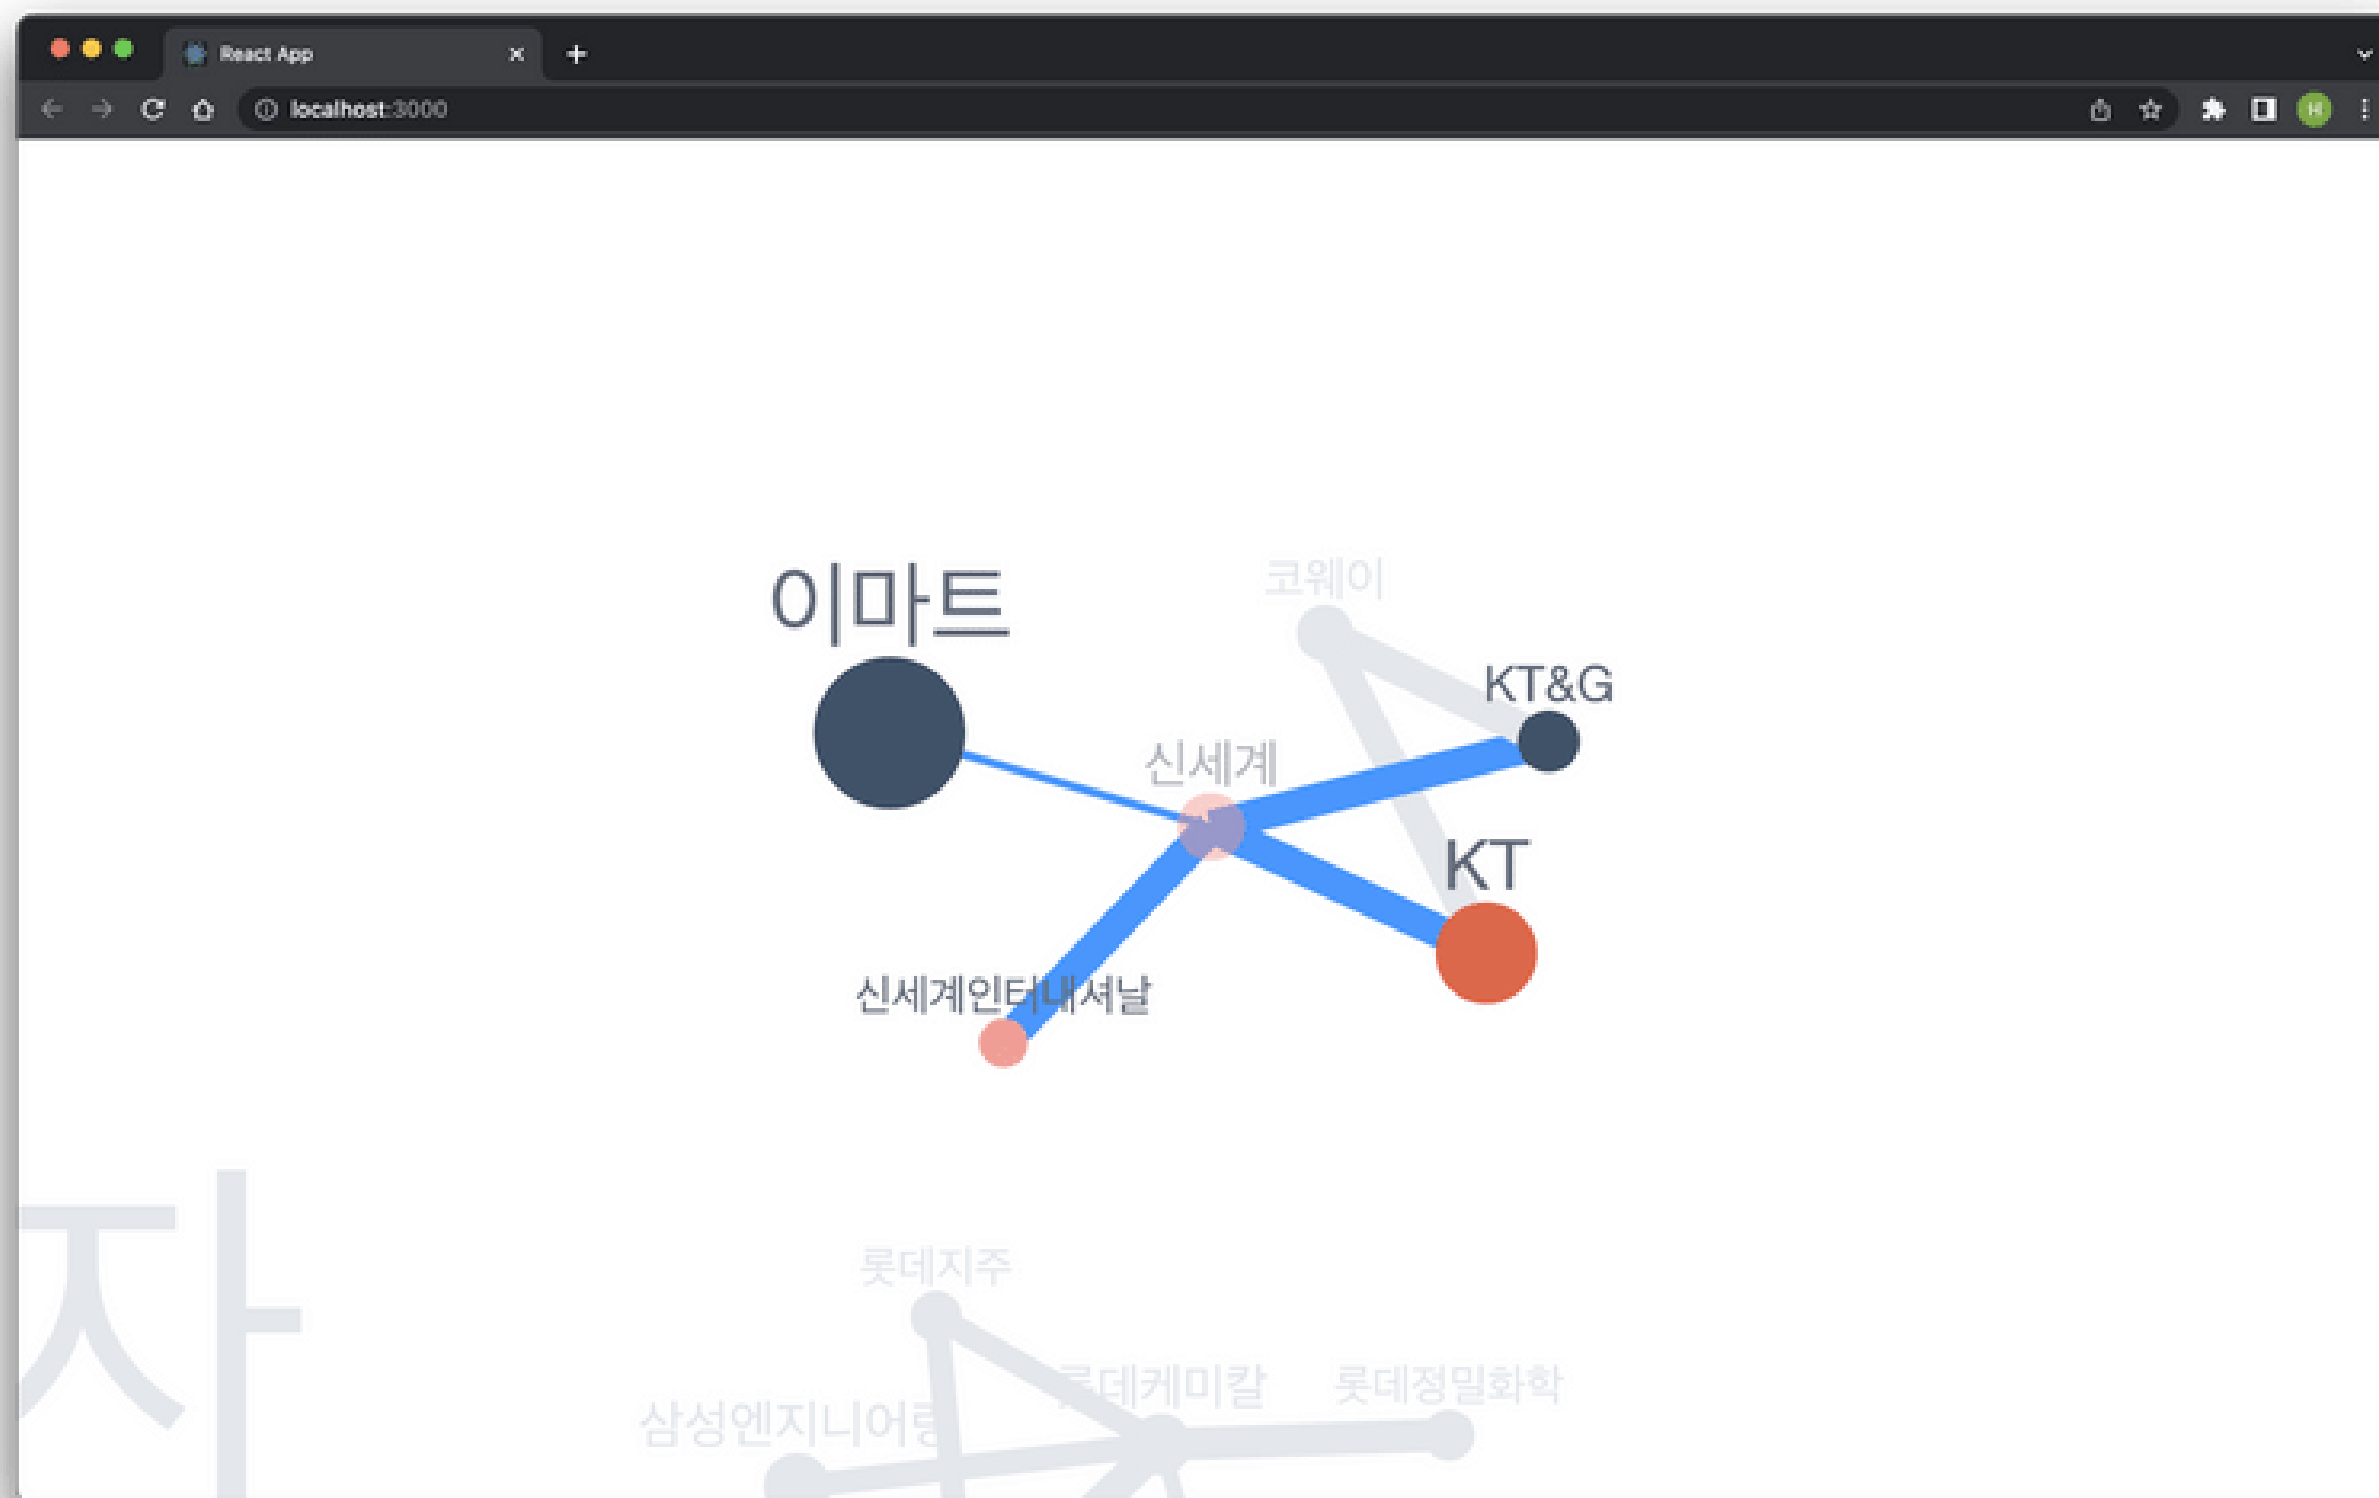 React App
localhost:3000
이마트
코웨이
KT&G
신세계
KT
신세계인터내셔날
자
롯데지주
롯데케미칼
롯데정밀화학
삼성엔지니어링